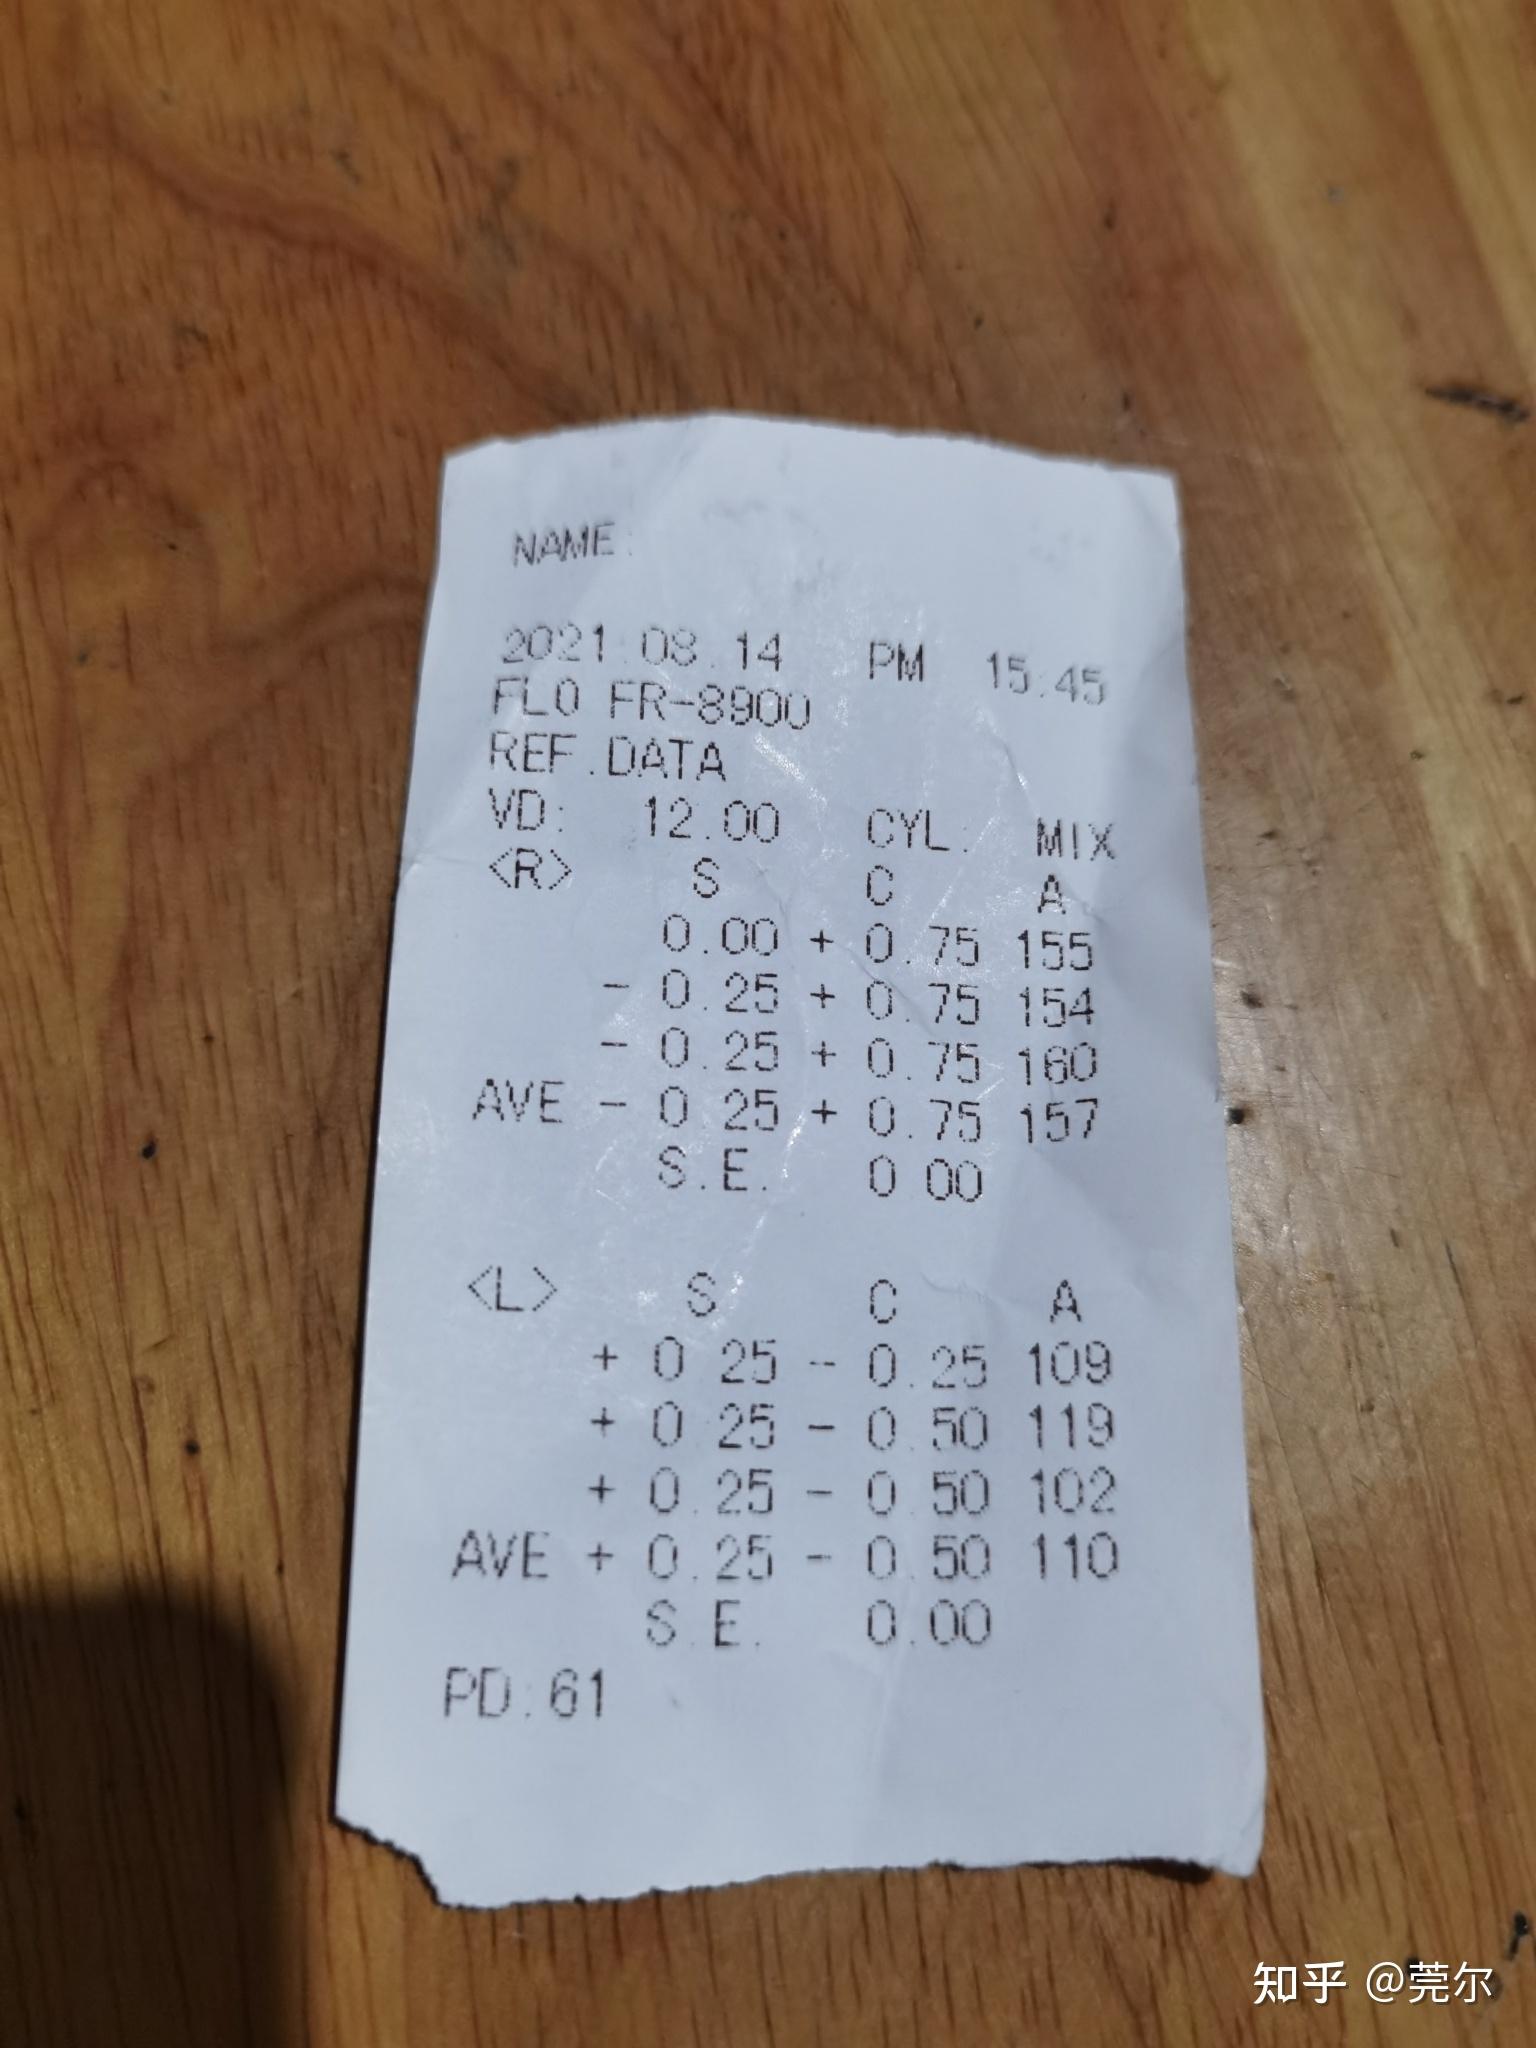 NAME:
2021.08.14 PM 15:45
FLO FR-8900
REF.DATA
VD: 12.00 CYL: MIX
<R> S C A
0.00 + 0.75 155
- 0.25 + 0.75 154
- 0.25 + 0.75 160
AVE - 0.25 + 0.75 157
S.E. 0.00
<L> S C A
+ 0.25 - 0.25 109
+ 0.25 - 0.50 119
+ 0.25 - 0.50 102
AVE + 0.25 - 0.50 110
S.E. 0.00
PD:61
知乎 @莞尔